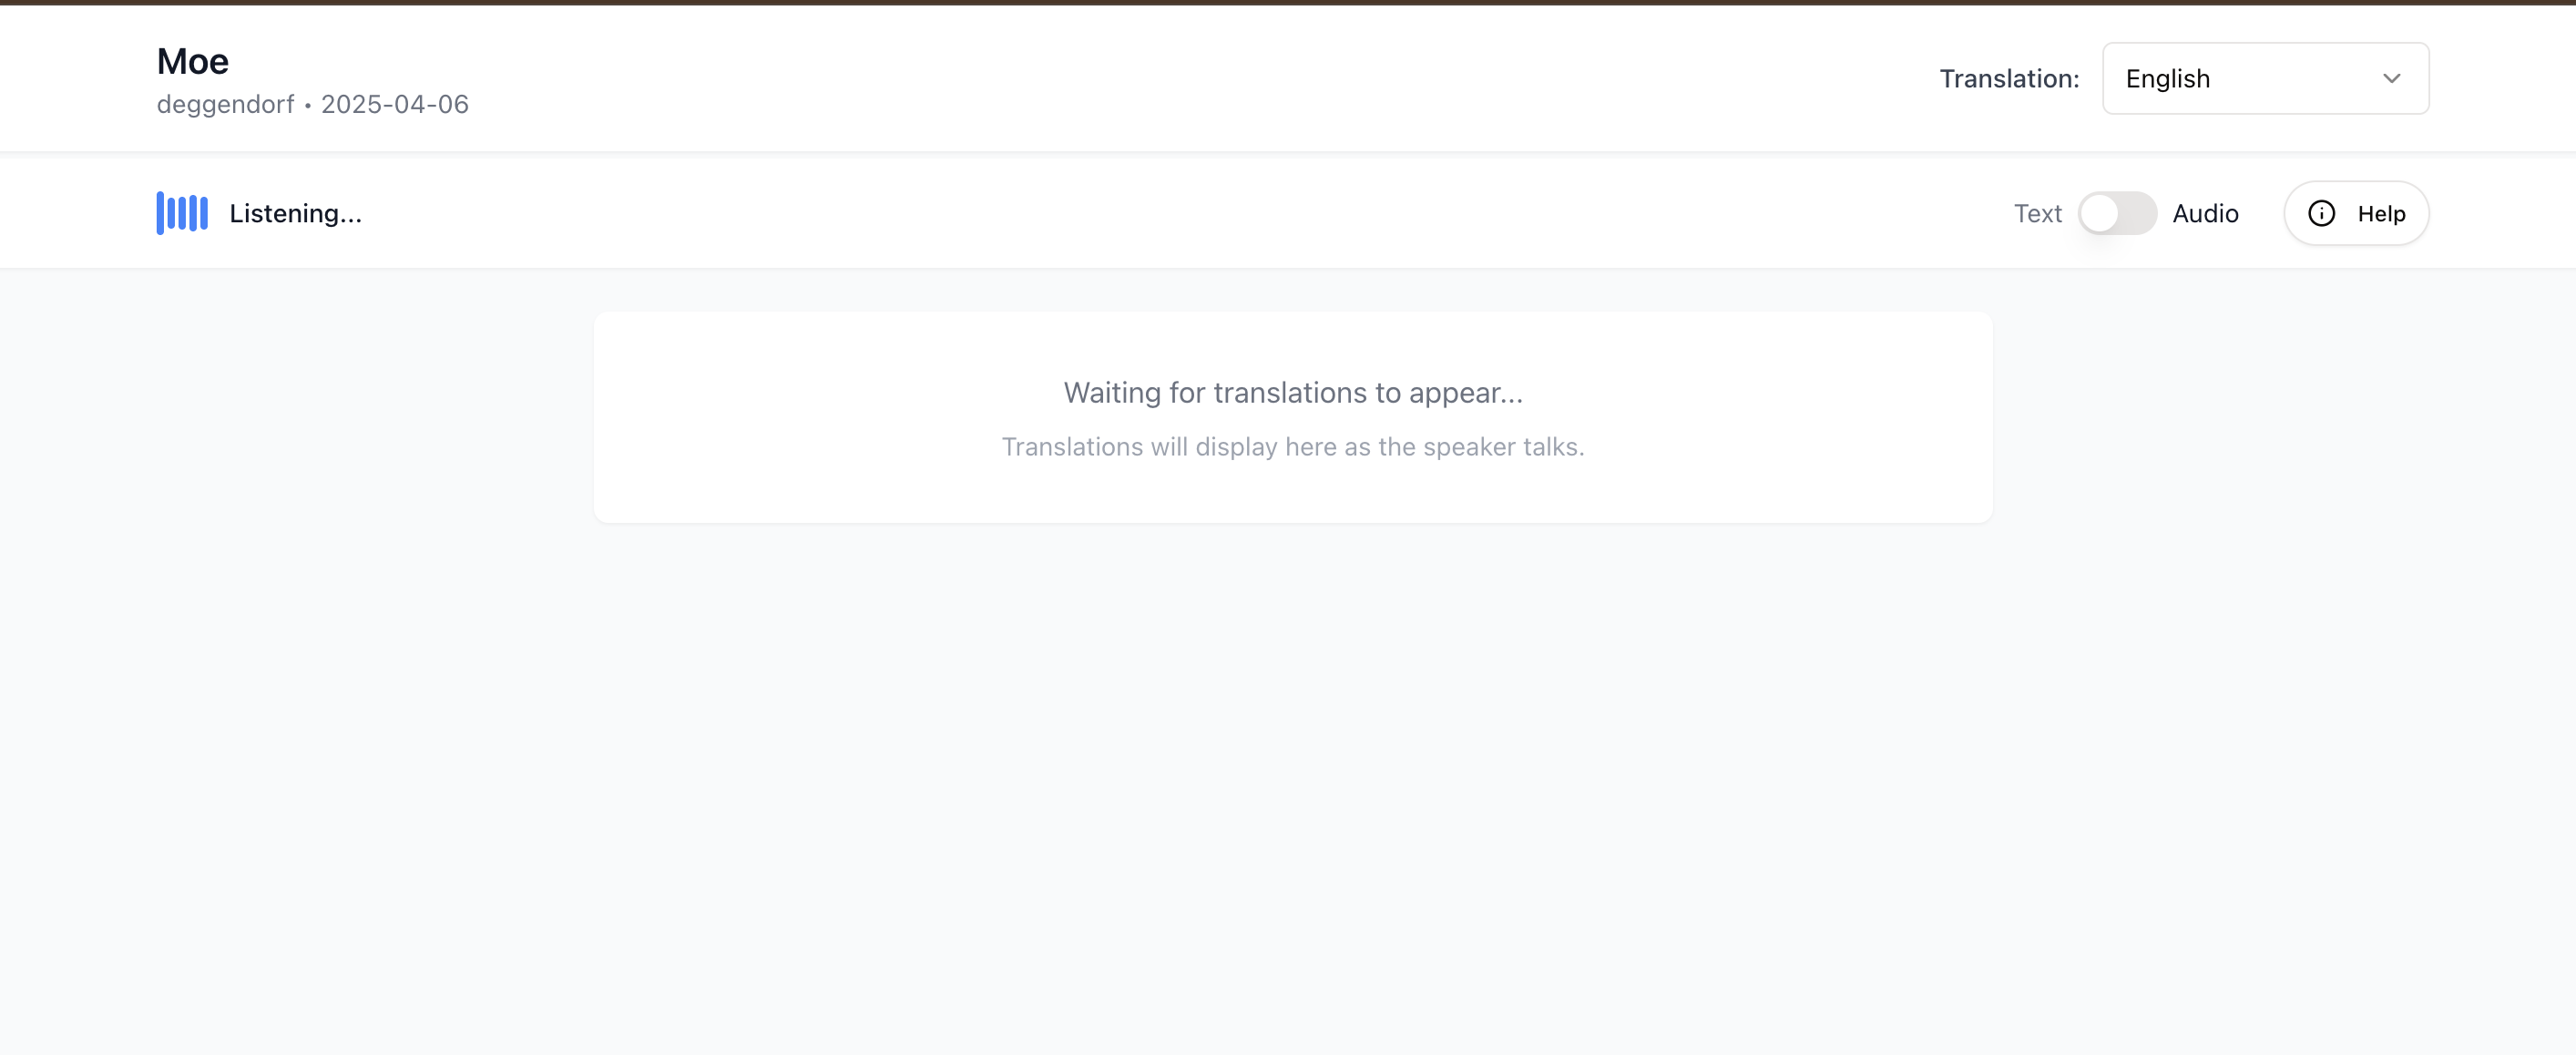 Moe
deggendorf • 2025-04-06
Translation:
English
Listening...
Text
Audio
Help
Waiting for translations to appear...
Translations will display here as the speaker talks.